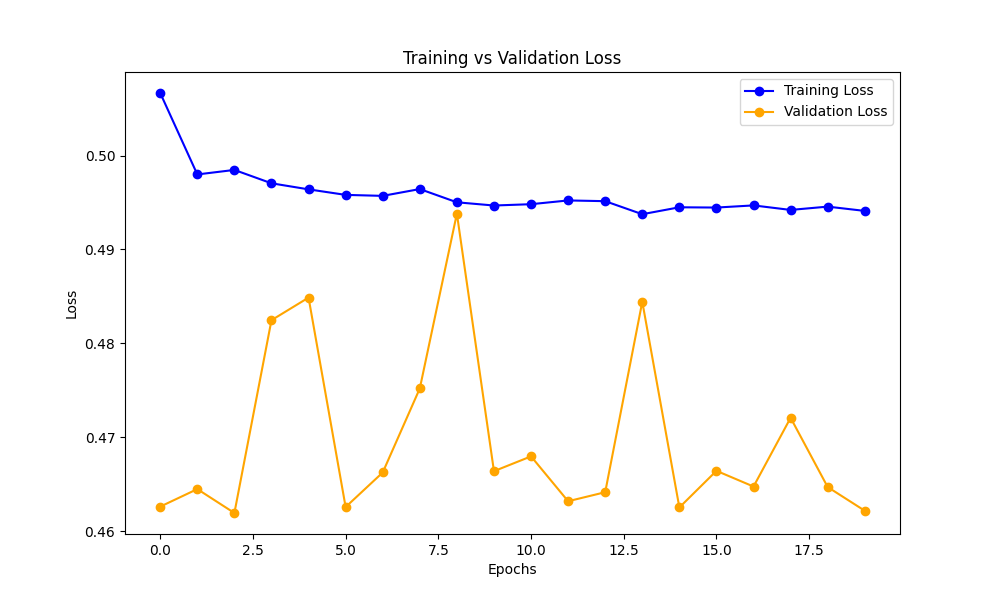 Training vs Validation Loss
Training Loss
Validation Loss
0.50
0.49
0.48
0.47
0.46
Loss
0.0 2.5 5.0 7.5 10.0 12.5 15.0 17.5
Epochs